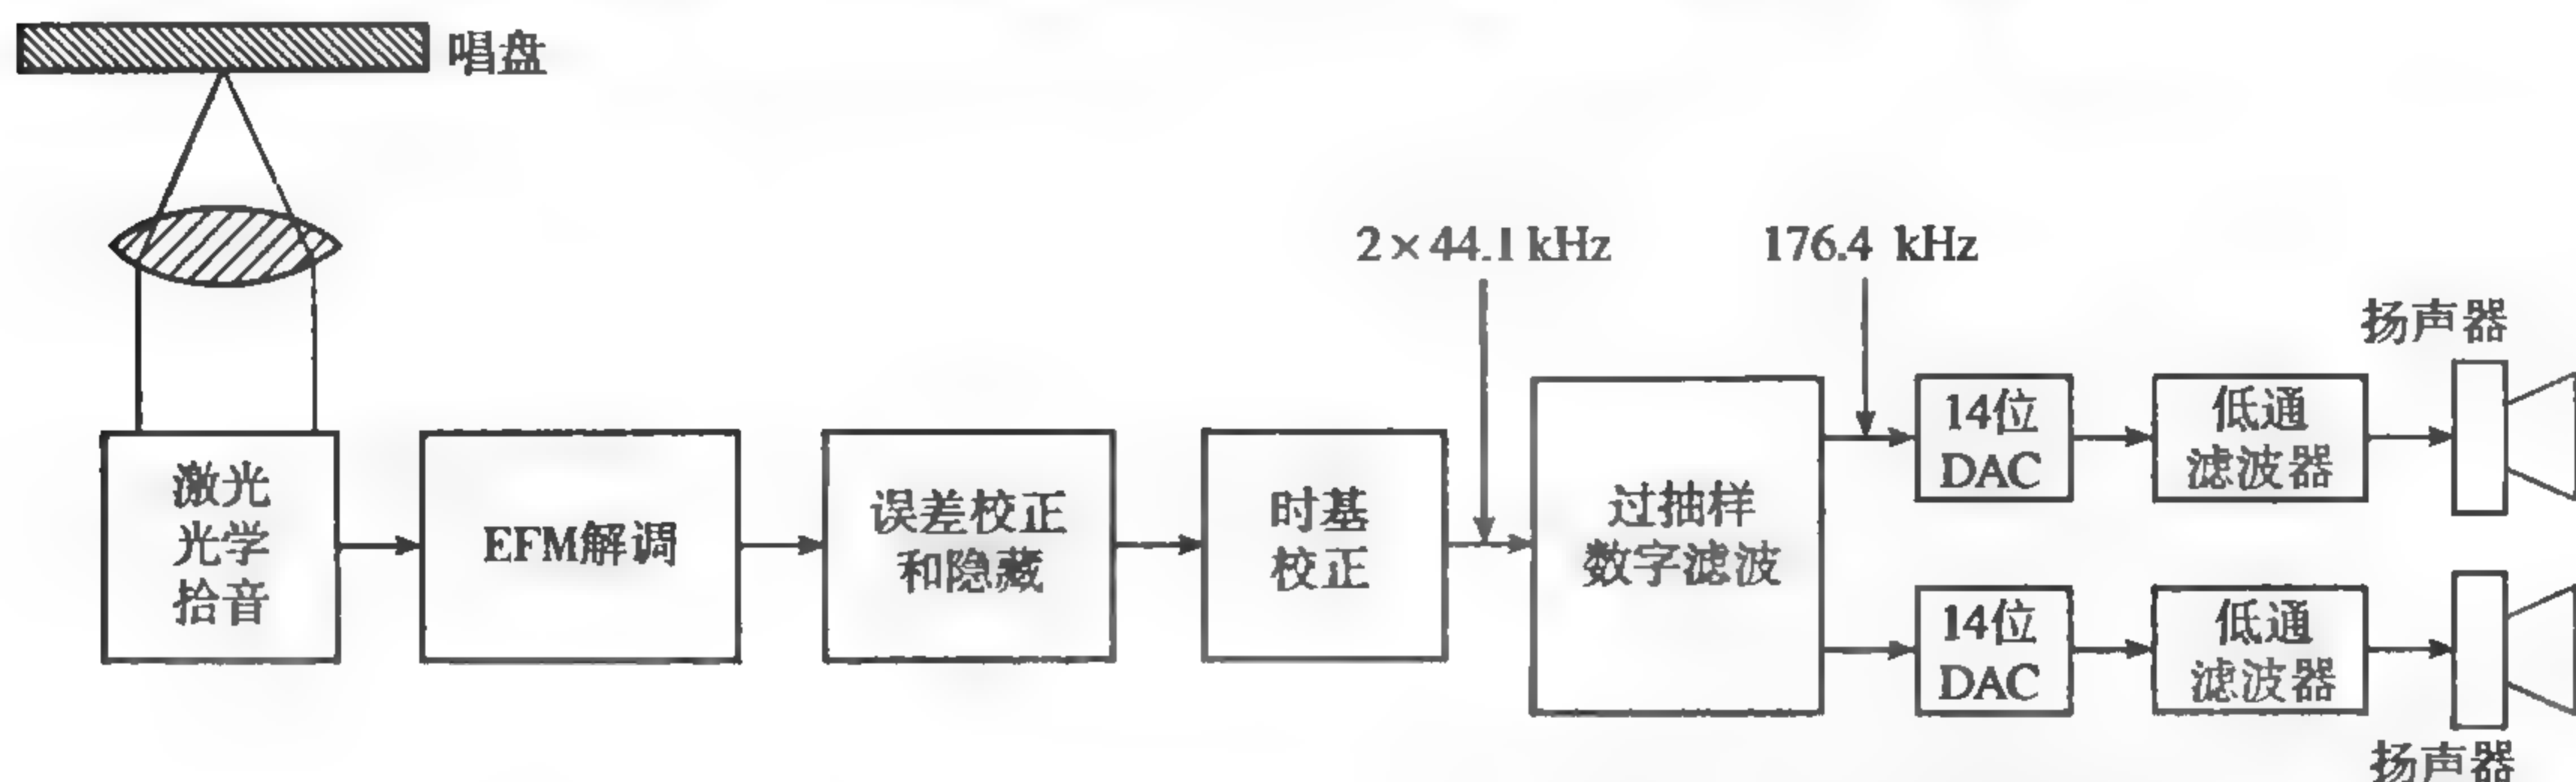 唱盘
2×44.1 kHz
176.4 kHz
扬声器
激光
光学
拾音
EFM解调
误差校正
和隐藏
时基
校正
过抽样
数字滤波
14位
DAC
低通
滤波器
14位
DAC
低通
滤波器
扬声器